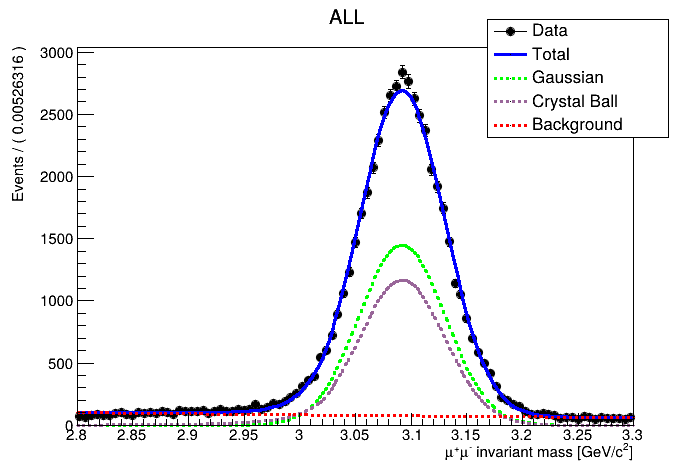 ALL
Events / ( 0.00526316 )
3000
2500
2000
1500
1000
500
0
2.8 2.85 2.9 2.95 3 3.05 3.1 3.15 3.2 3.25 3.3
μ⁺μ⁻ invariant mass [GeV/c²]
Data
Total
Gaussian
Crystal Ball
Background